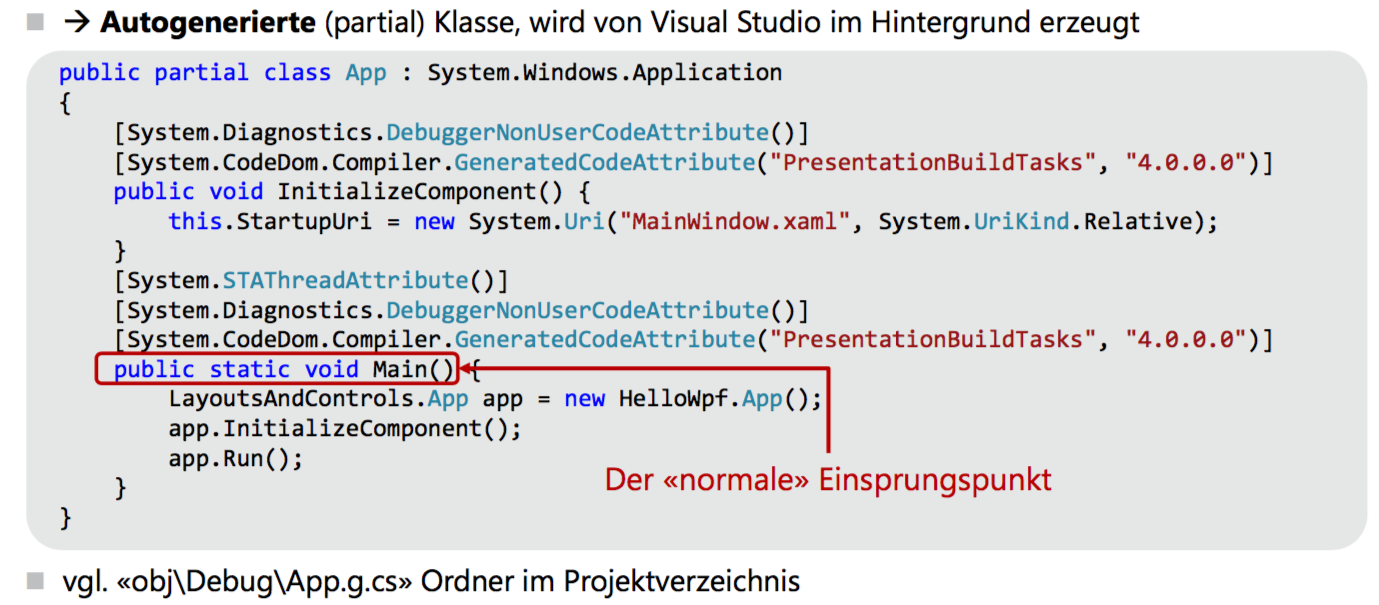 → Autogenerierte (partial) Klasse, wird von Visual Studio im Hintergrund erzeugt
public partial class App : System.Windows.Application
{
[System.Diagnostics.DebuggerNonUserCodeAttribute()]
[System.CodeDom.Compiler.GeneratedCodeAttribute("PresentationBuildTasks", "4.0.0.0")]
public void InitializeComponent() {
this.StartupUri = new System.Uri("MainWindow.xaml", System.UriKind.Relative);
}
[System.STAThreadAttribute()]
[System.Diagnostics.DebuggerNonUserCodeAttribute()]
[System.CodeDom.Compiler.GeneratedCodeAttribute("PresentationBuildTasks", "4.0.0.0")]
public static void Main() {
LayoutsAndControls.App app = new HelloWpf.App();
app.InitializeComponent();
app.Run();
Der «normale» Einsprungspunkt
}
}
vgl. «obj\Debug\App.g.cs» Ordner im Projektverzeichnis